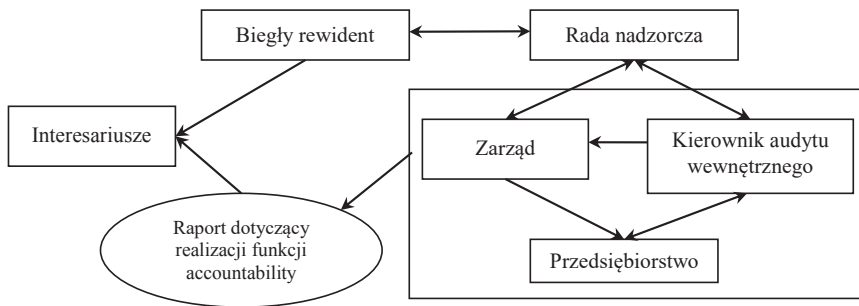 Biegły rewident
Rada nadzorcza
Interesariusze
Zarząd
Kierownik audytu
wewnętrznego
Raport dotyczący
realizacji funkcji
accountability
Przedsiębiorstwo